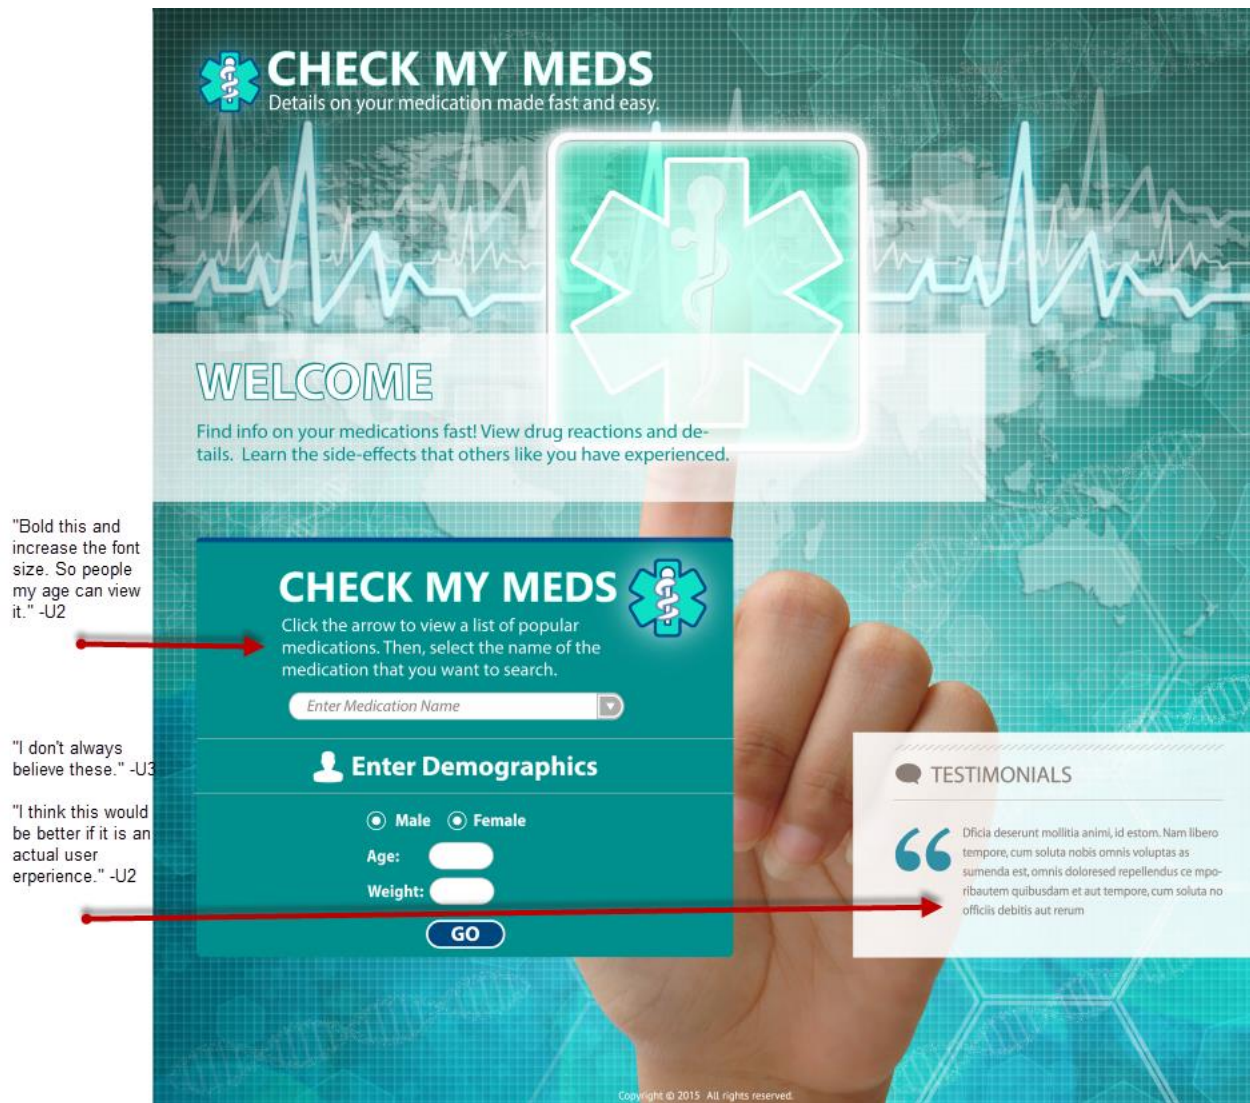 CHECK MY MEDS
Details on your medication made fast and easy.
WELCOME
Find info on your medications fast! View drug reactions and de-
tails. Learn the side-effects that others like you have experienced.
"Bold this and
increase the font
size. So people
my age can view
it." -U2
CHECK MY MEDS
Click the arrow to view a list of popular
medications. Then, select the name of the
medication that you want to search.
Enter Medication Name
"I don't always
believe these." -U3
"I think this would
be better if it is an
actual user
erperience." -U2
Enter Demographics
Male Female
Age:
Weight:
GO
TESTIMONIALS
Dficia deserunt mollitia animi, id estom. Nam libero
tempore, cum soluta nobis omnis voluptas as
sumenda est, omnis doloresed repellendus ce mpo-
ribautem quibusdam et aut tempore, cum soluta no
officiis debitis aut rerum
Copyright © 2015 All rights reserved.